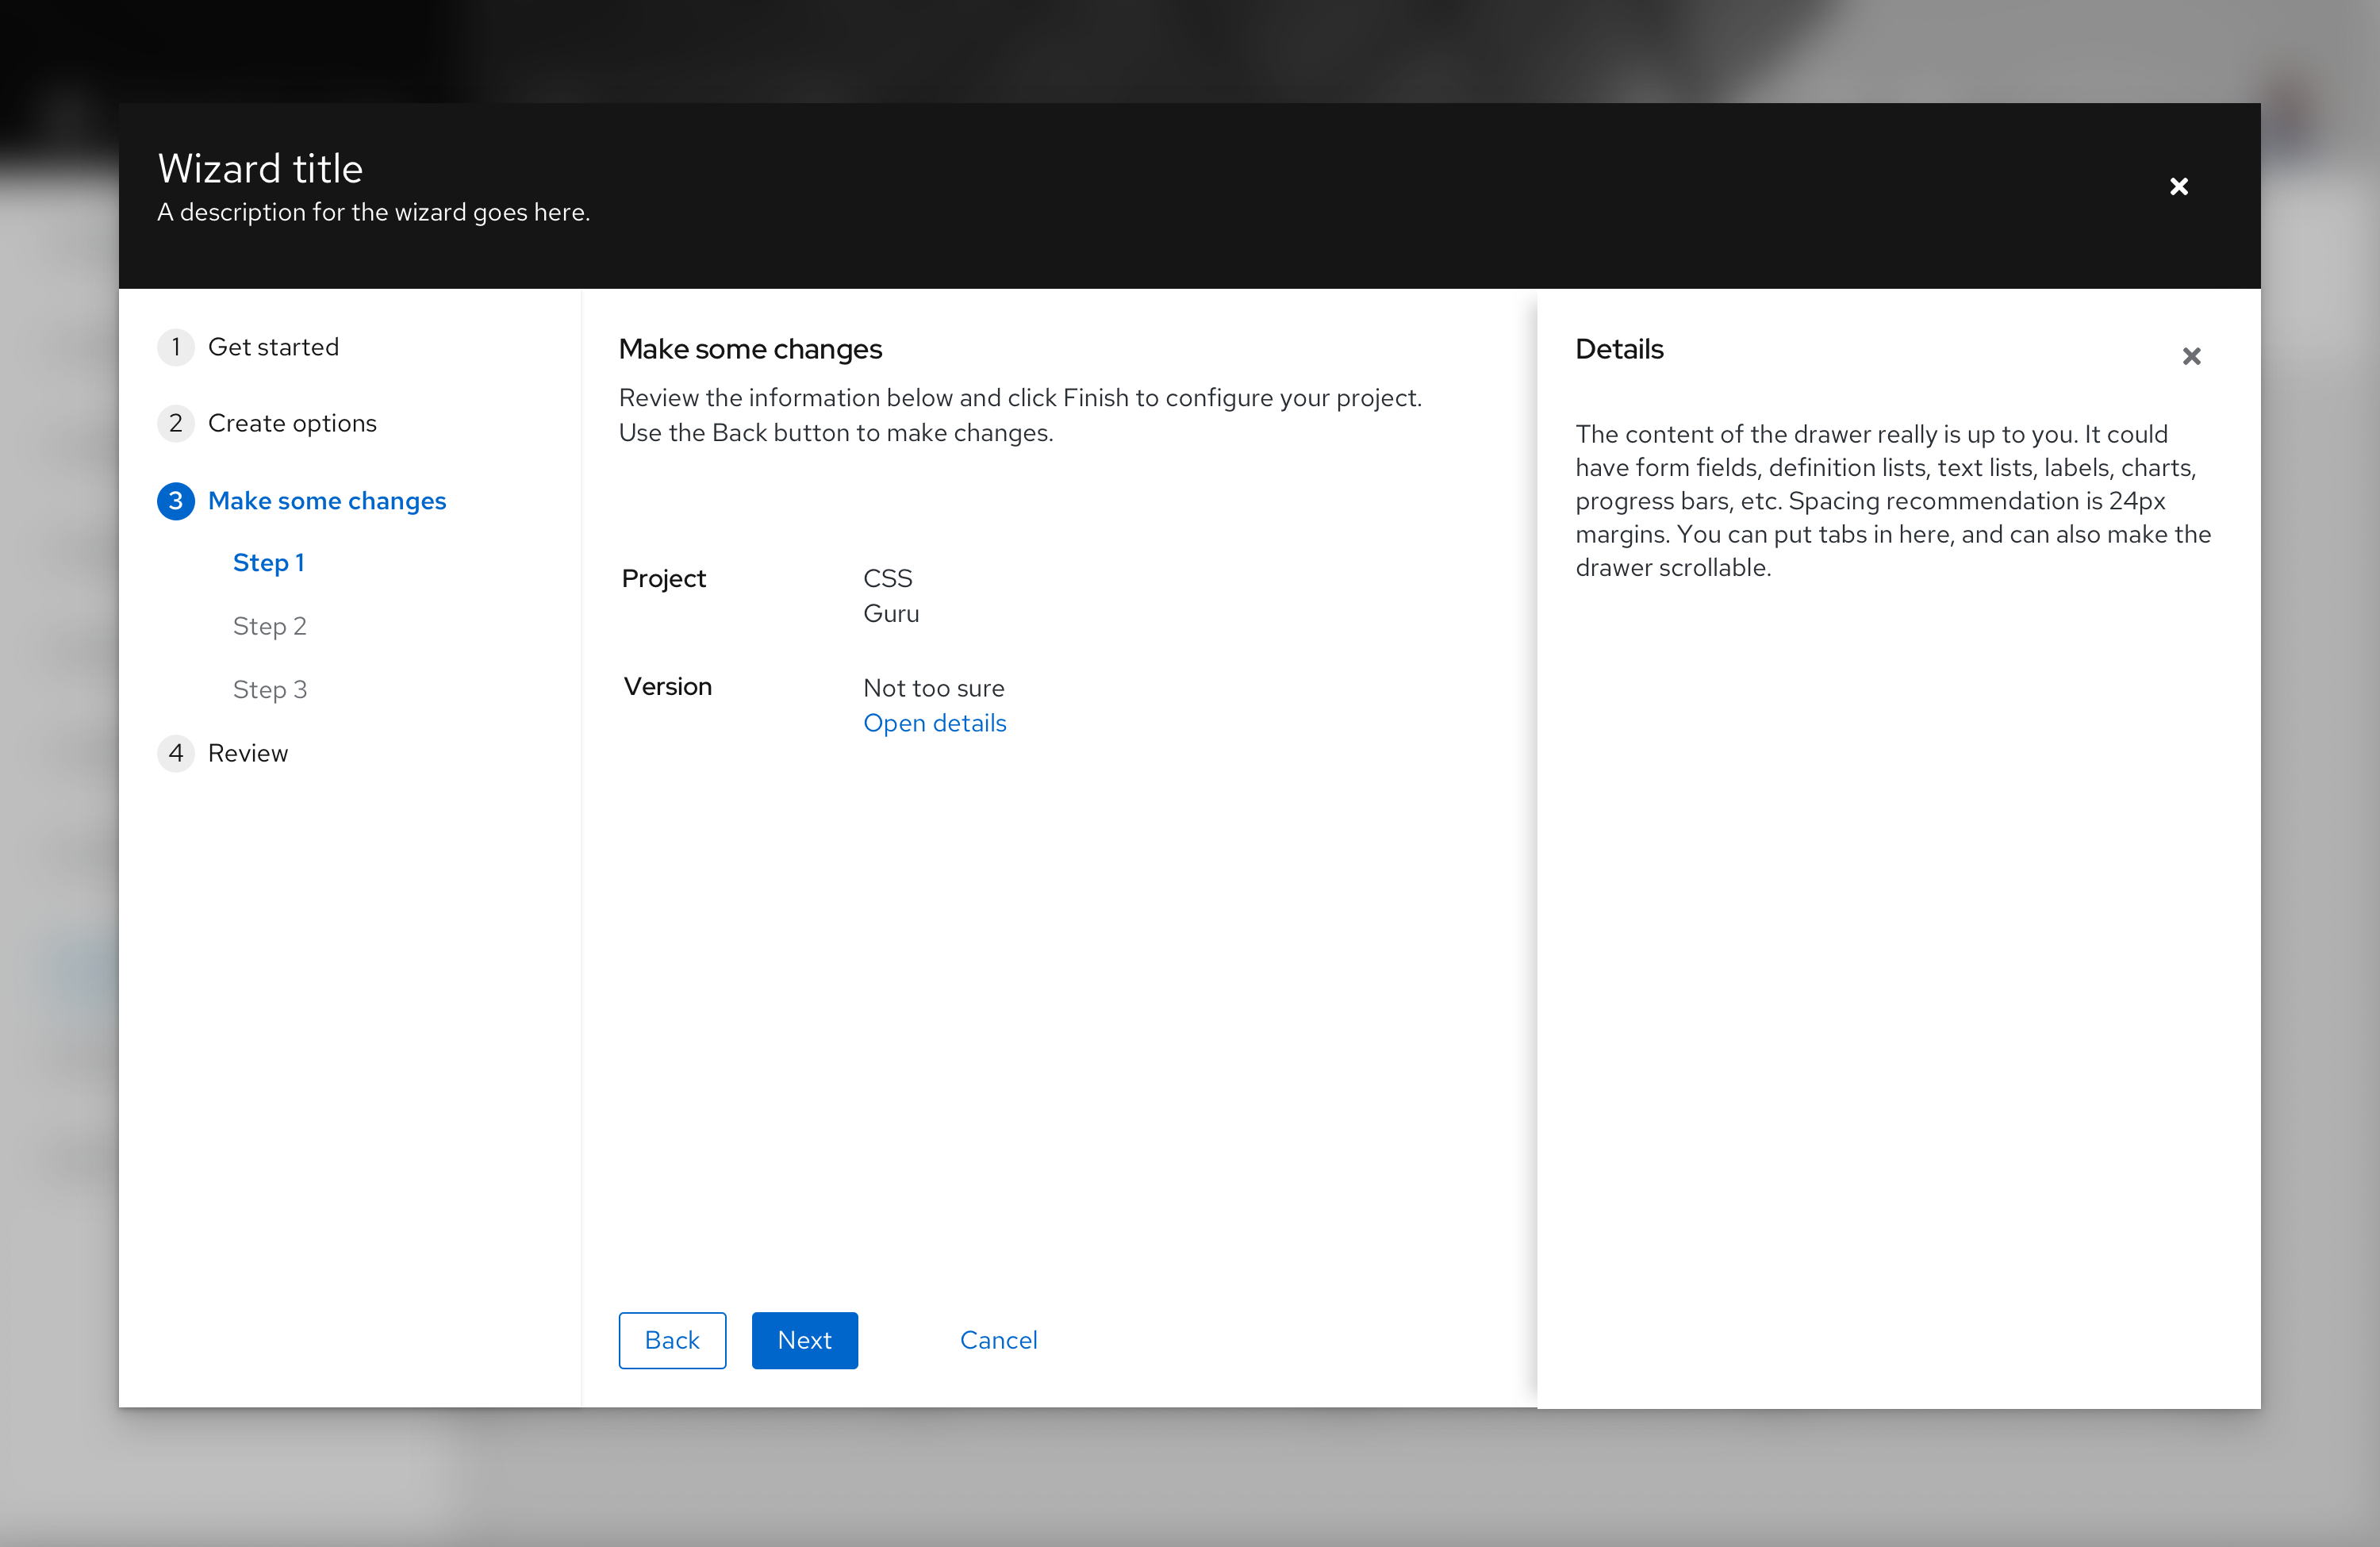 Wizard title
A description for the wizard goes here.
1 Get started
2 Create options
3 Make some changes
Step 1
Step 2
Step 3
4 Review
Make some changes
Review the information below and click Finish to configure your project.
Use the Back button to make changes.
Project CSS
Guru
Version Not too sure
Open details
Back Next Cancel
Details
The content of the drawer really is up to you. It could
have form fields, definition lists, text lists, labels, charts,
progress bars, etc. Spacing recommendation is 24px
margins. You can put tabs in here, and can also make the
drawer scrollable.